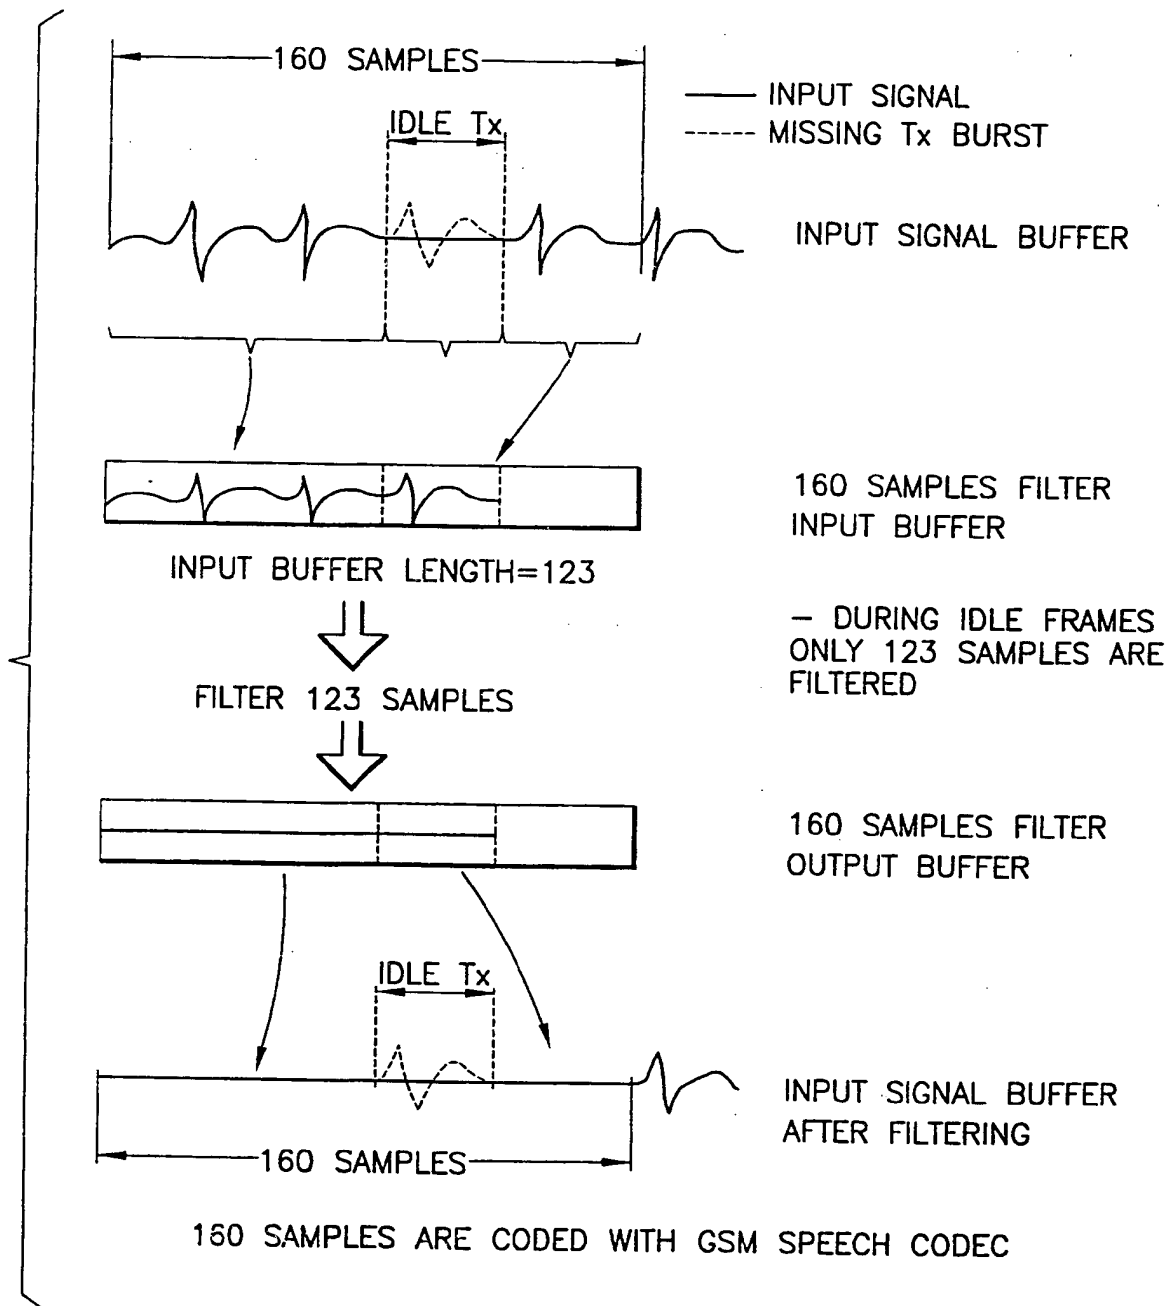 160 SAMPLES
INPUT SIGNAL
IDLE Tx
MISSING Tx BURST
INPUT SIGNAL BUFFER
160 SAMPLES FILTER
INPUT BUFFER
INPUT BUFFER LENGTH=123
– DURING IDLE FRAMES
ONLY 123 SAMPLES ARE
FILTERED
FILTER 123 SAMPLES
160 SAMPLES FILTER
OUTPUT BUFFER
IDLE Tx
INPUT SIGNAL BUFFER
AFTER FILTERING
160 SAMPLES
160 SAMPLES ARE CODED WITH GSM SPEECH CODEC